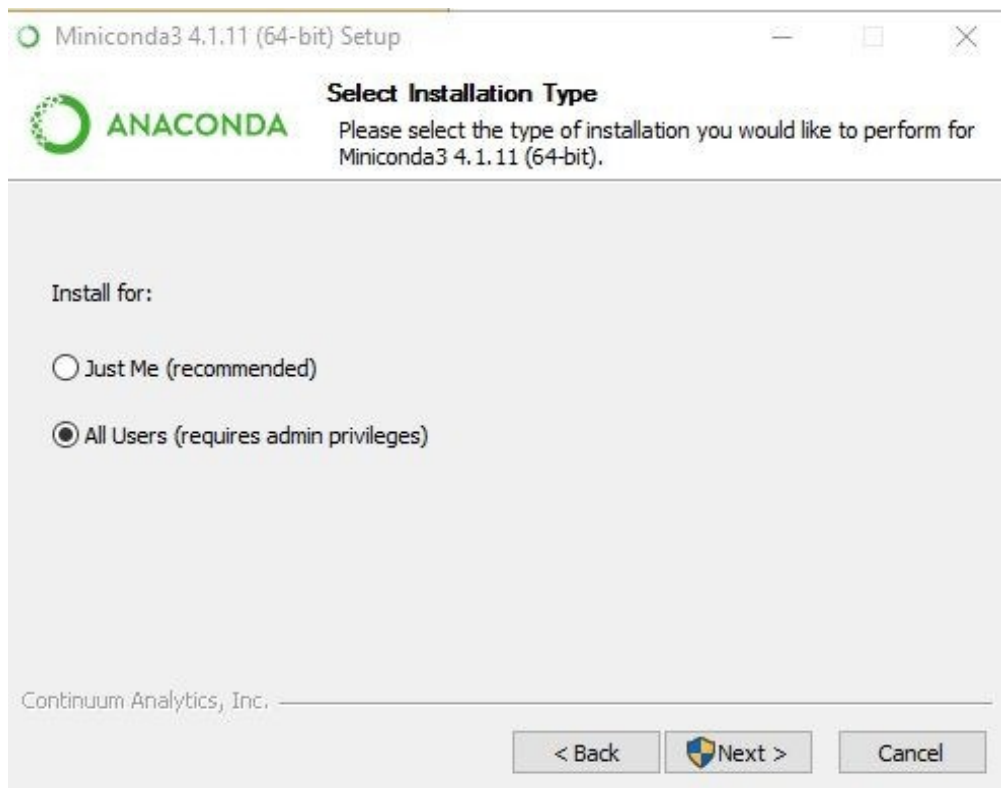 Miniconda3 4.1.11 (64-bit) Setup
ANACONDA
Select Installation Type
Please select the type of installation you would like to perform for
Miniconda3 4.1.11 (64-bit).
Install for:
Just Me (recommended)
All Users (requires admin privileges)
Continuum Analytics, Inc.
< Back
Next >
Cancel